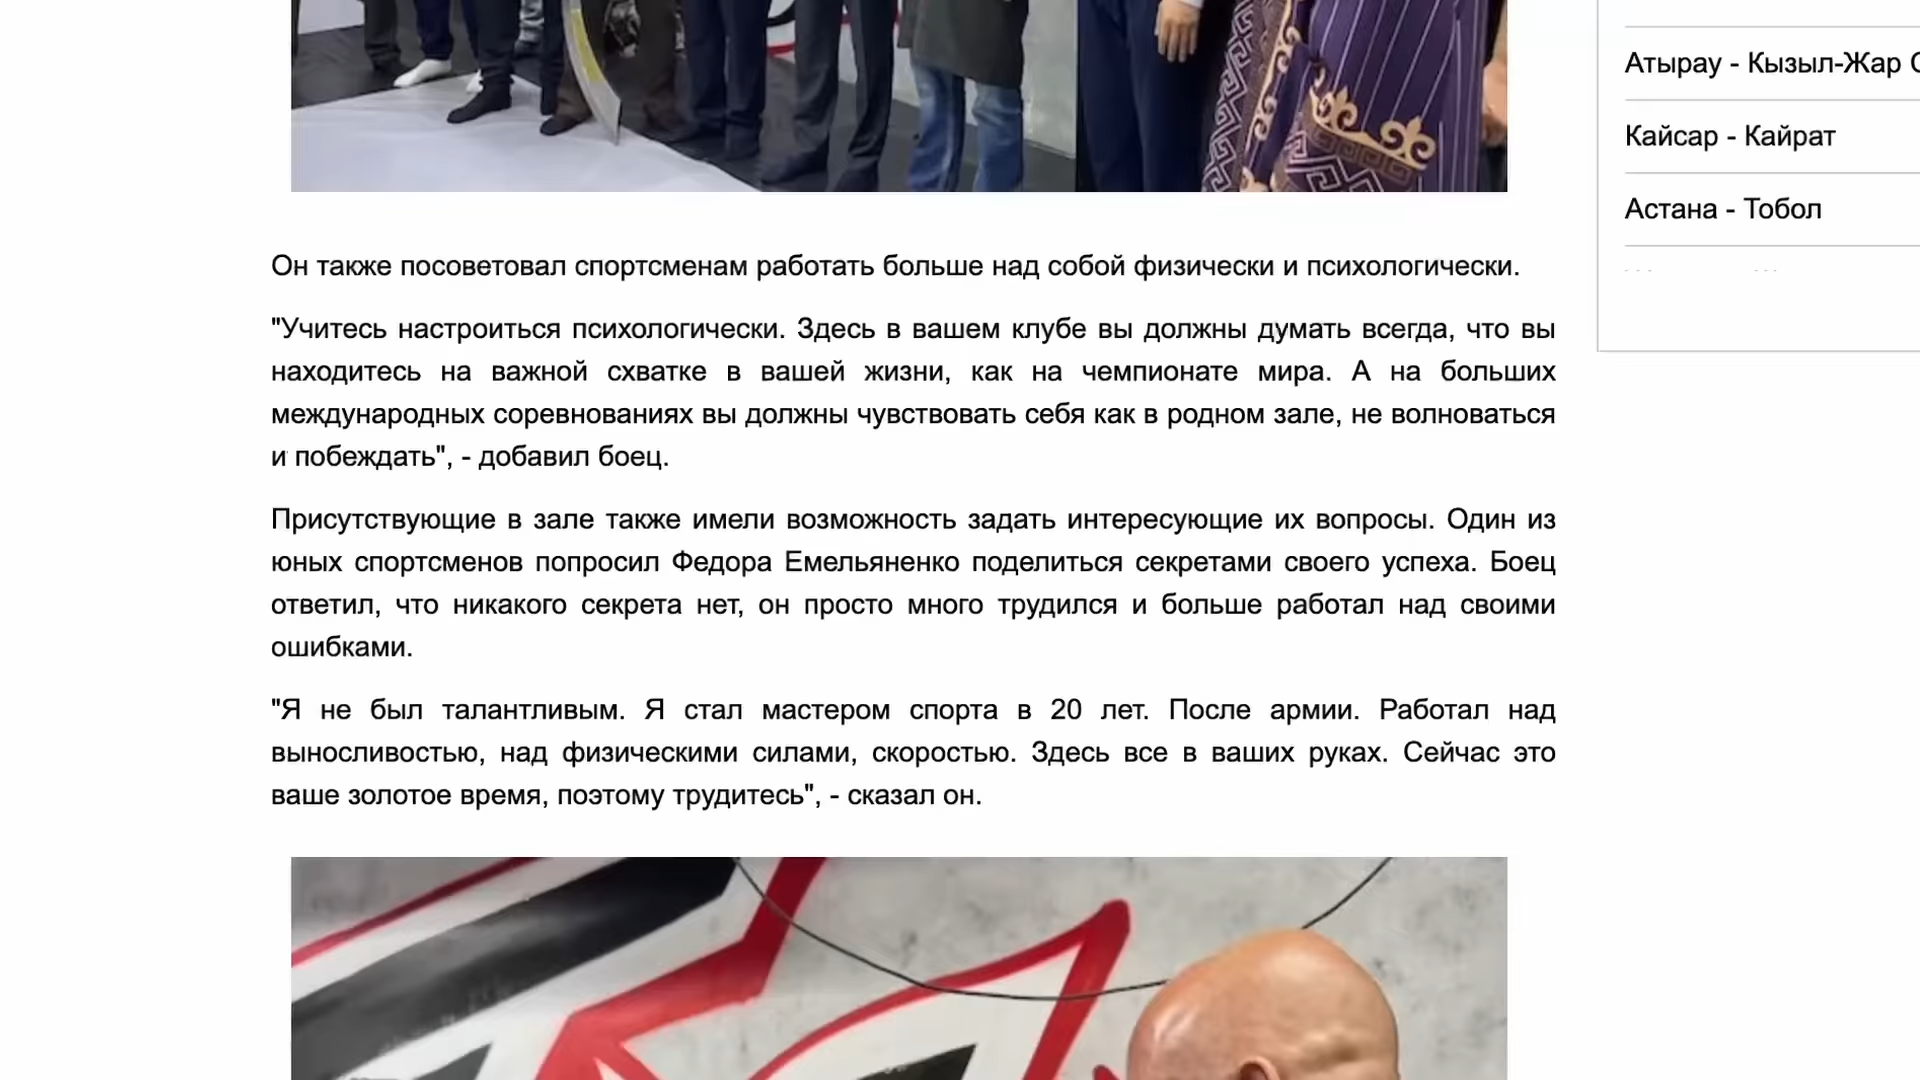 Атырау - Кызыл-Жар
Кайсар - Кайрат
Астана - Тобол
Он также посоветовал спортсменам работать больше над собой физически и психологически.
"Учитесь настроиться психологически. Здесь в вашем клубе вы должны думать всегда, что вы
находитесь на важной схватке в вашей жизни, как на чемпионате мира. А на больших
международных соревнованиях вы должны чувствовать себя как в родном зале, не волноваться
и побеждать", - добавил боец.
Присутствующие в зале также имели возможность задать интересующие их вопросы. Один из
юных спортсменов попросил Федора Емельяненко поделиться секретами своего успеха. Боец
ответил, что никакого секрета нет, он просто много трудился и больше работал над своими
ошибками.
"Я не был талантливым. Я стал мастером спорта в 20 лет. После армии. Работал над
выносливостью, над физическими силами, скоростью. Здесь все в ваших руках. Сейчас это
ваше золотое время, поэтому трудитесь", - сказал он.